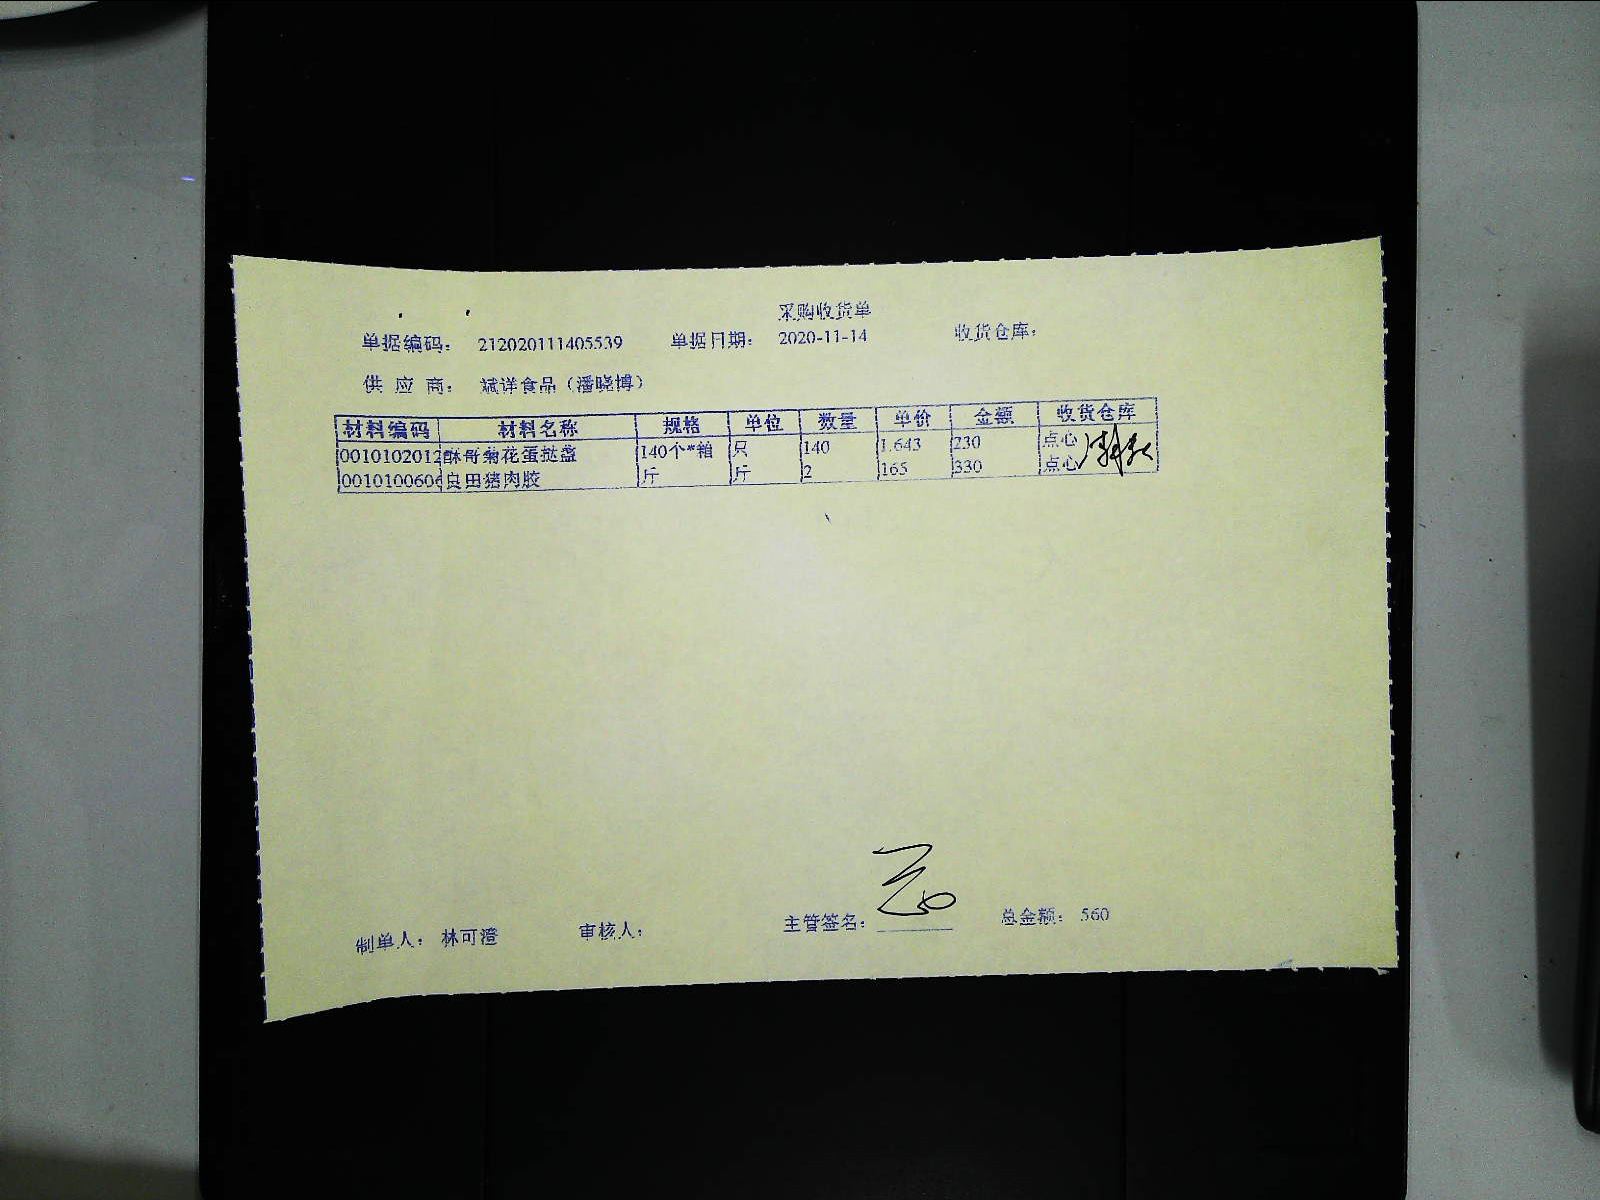 采购收货单
单据编码： 212020111405539 单据日期： 2020-11-14 收货仓库：
供 应 商： 斌洋食品（潘晓博）
材料编码 材料名称 规格 单位 数量 单价 金额 收货仓库
0010102012 酥哥菊花蛋挞盏 140个*箱 只 140 1.643 230 点心
0010100606 良田猪肉胶 斤 斤 2 165 330 点心
制单人： 林可澄 审核人： 主管签名： 总金额： 560